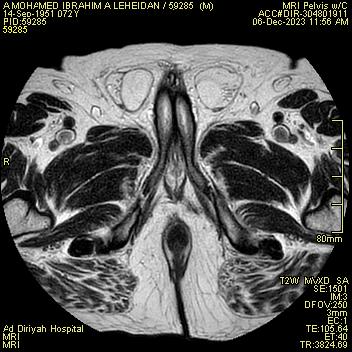 A MOHAMED IBRAHIM A LEHEIDAN / 59285 (M)
14-Sep-1951 072Y
PID:59285
59285
MRI Pelvis w/C
ACC#DIR-304801911
06-Dec-2023 11:56 AM
R
80mm
T2W_MVXD_SA
SE:1501
IM:3
DFOV:250
3mm
EC:1
TE:105.64
ET:40
TR:3824.69
Ad Diriyah Hospital
MRI
MRI